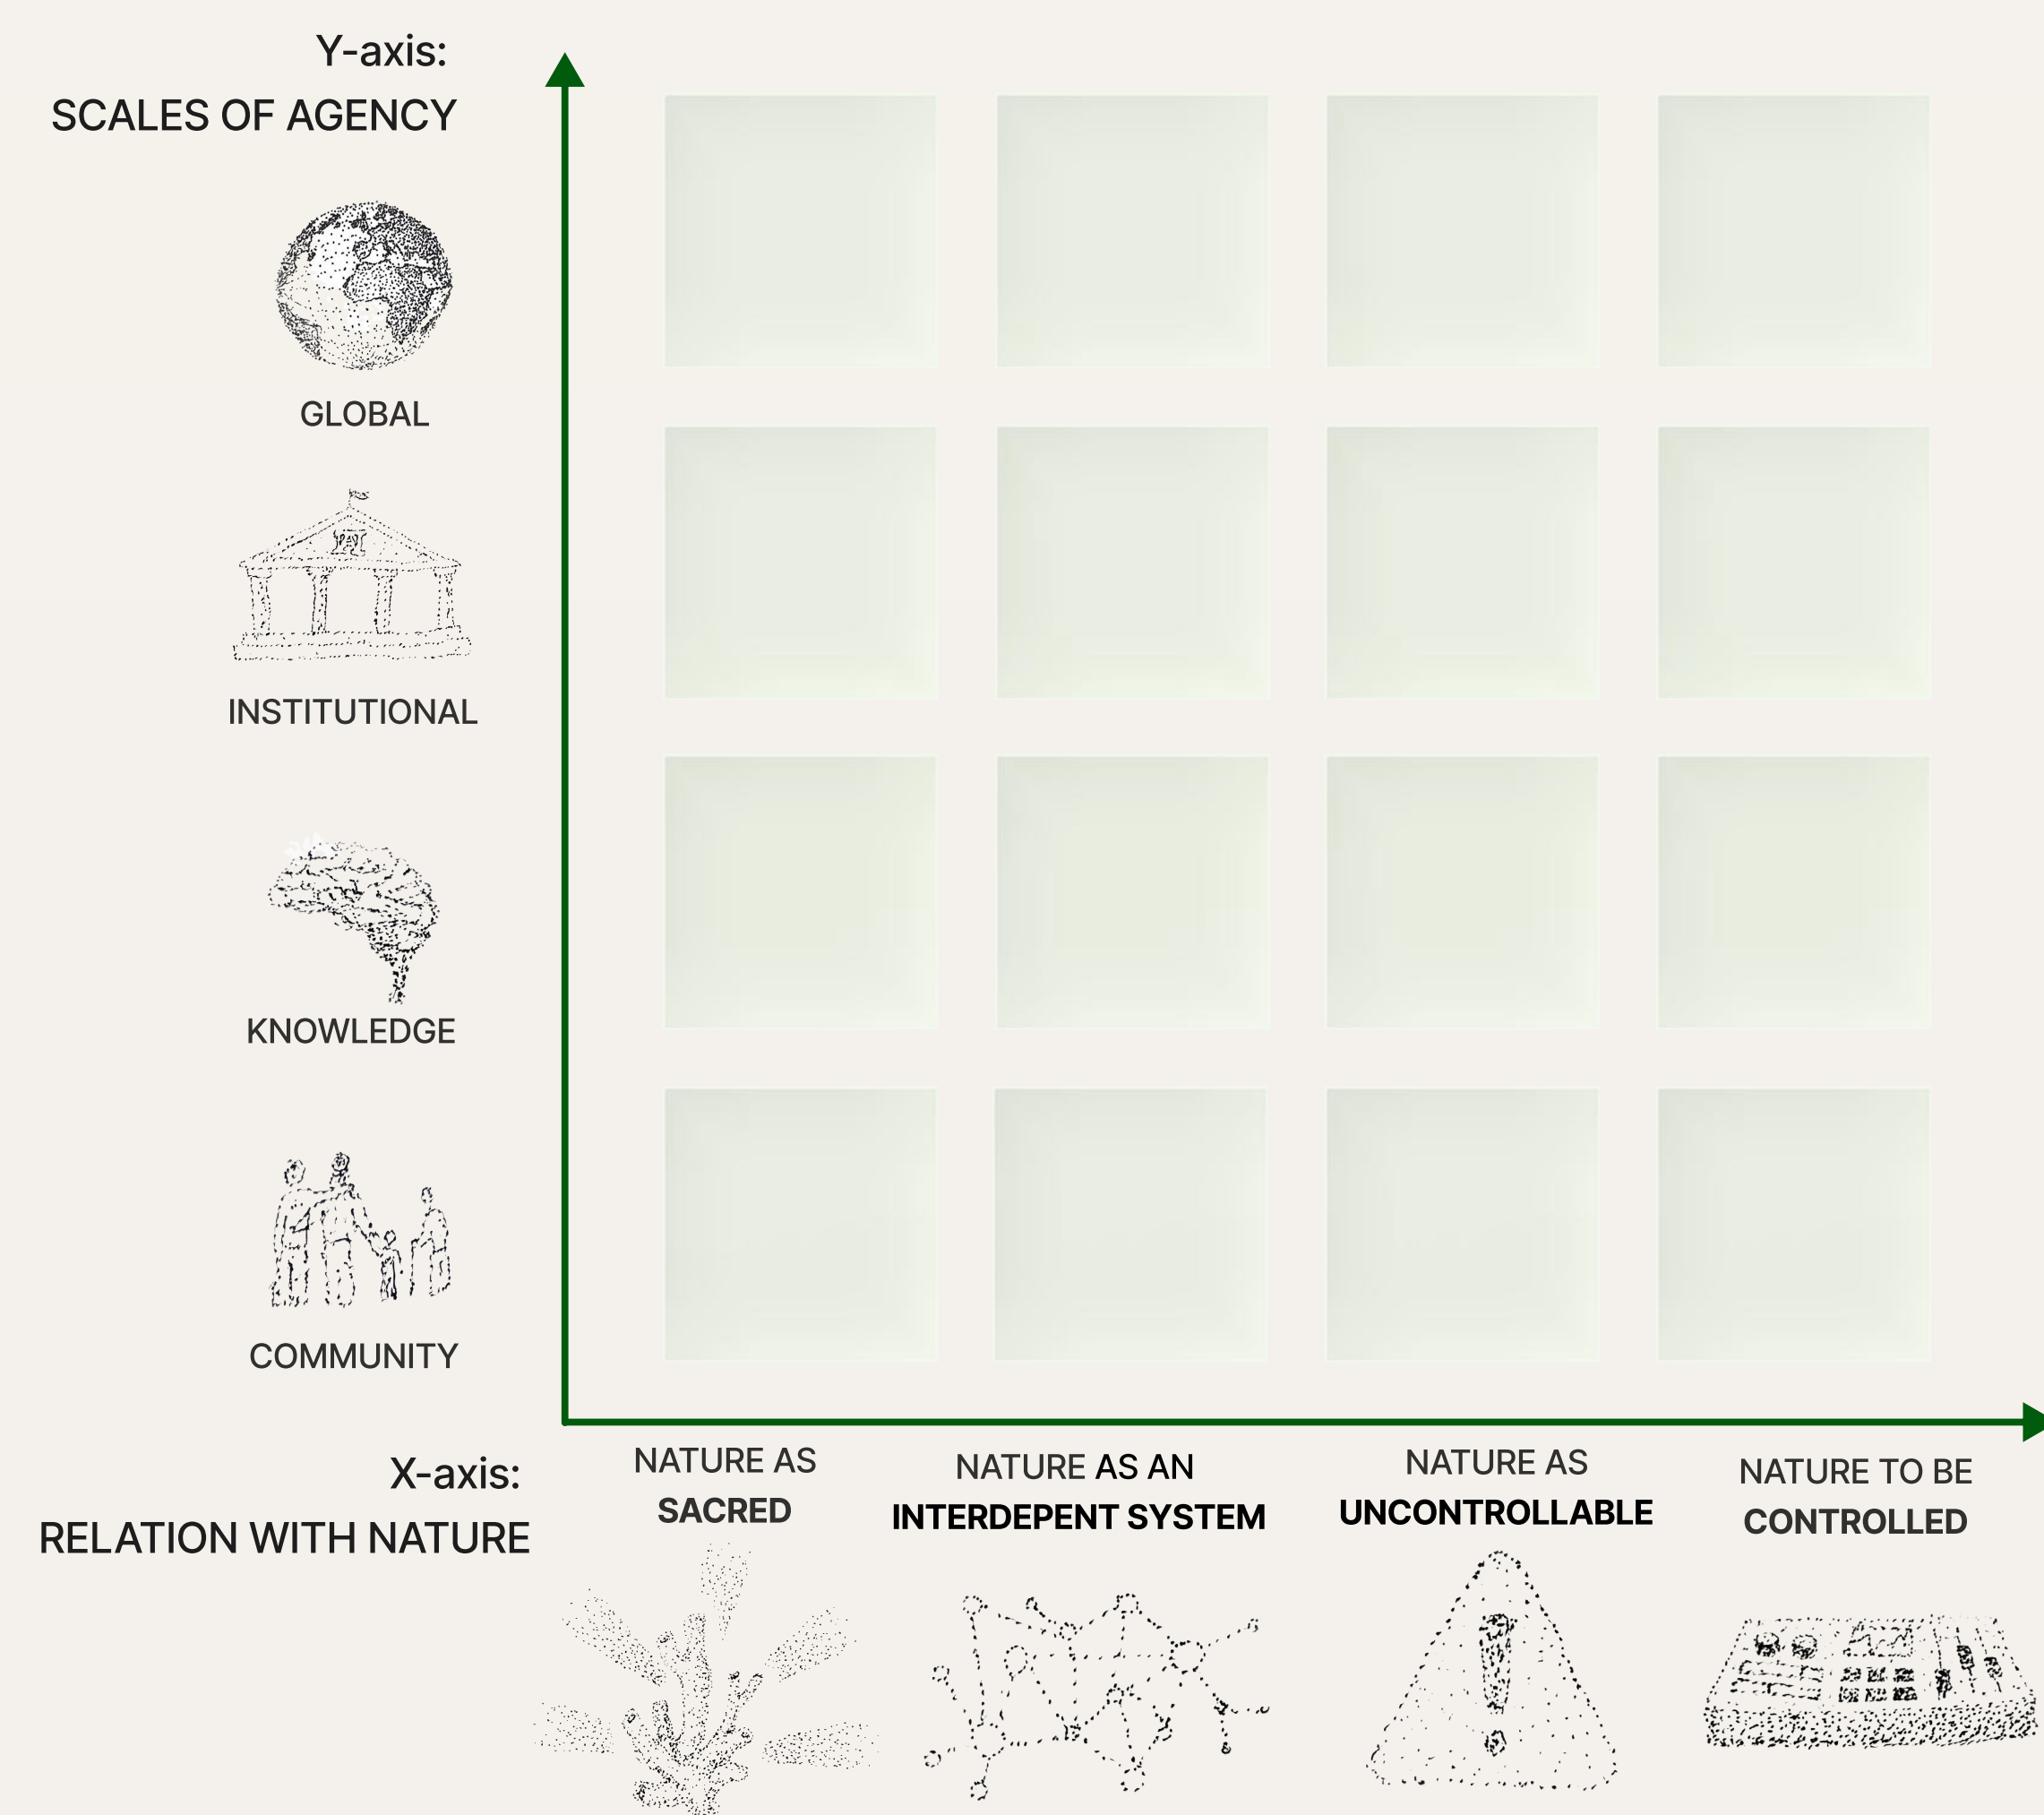 Y-axis:
SCALES OF AGENCY
GLOBAL
INSTITUTIONAL
KNOWLEDGE
COMMUNITY
X-axis:
RELATION WITH NATURE
NATURE AS
SACRED
NATURE AS AN
INTERDEPENT SYSTEM
NATURE AS
UNCONTROLLABLE
NATURE TO BE
CONTROLLED